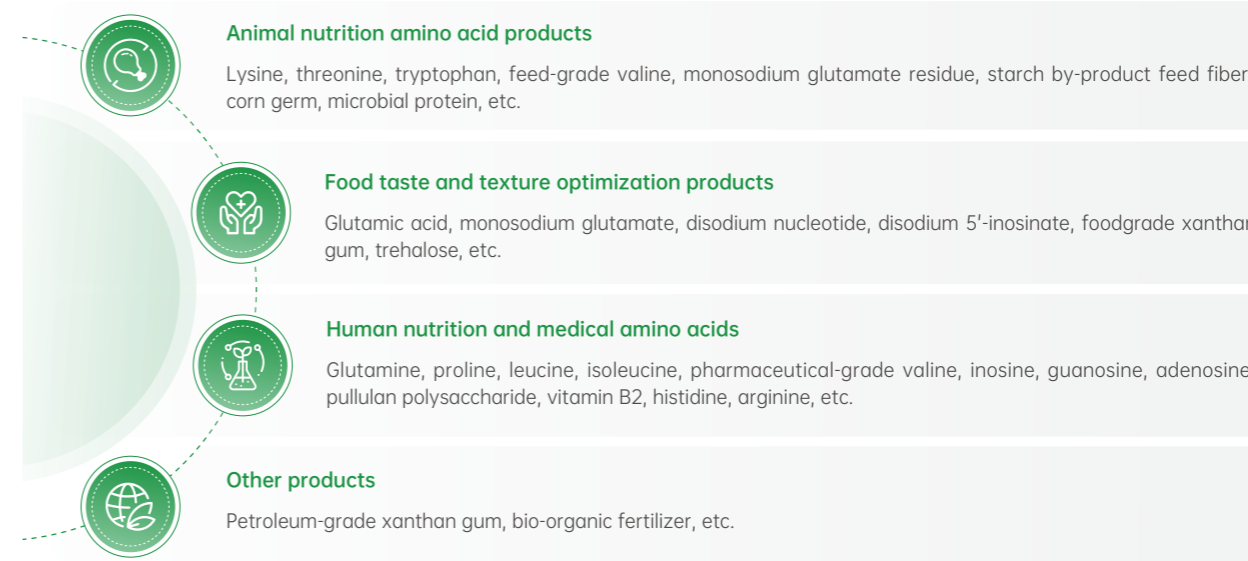 Animal nutrition amino acid products
Lysine, threonine, tryptophan, feed-grade valine, monosodium glutamate residue, starch by-product feed fiber
corn germ, microbial protein, etc.
Food taste and texture optimization products
Glutamic acid, monosodium glutamate, disodium nucleotide, disodium 5'-inosinate, foodgrade xanthan
gum, trehalose, etc.
Human nutrition and medical amino acids
Glutamine, proline, leucine, isoleucine, pharmaceutical-grade valine, inosine, guanosine, adenosine
pullulan polysaccharide, vitamin B2, histidine, arginine, etc.
Other products
Petroleum-grade xanthan gum, bio-organic fertilizer, etc.